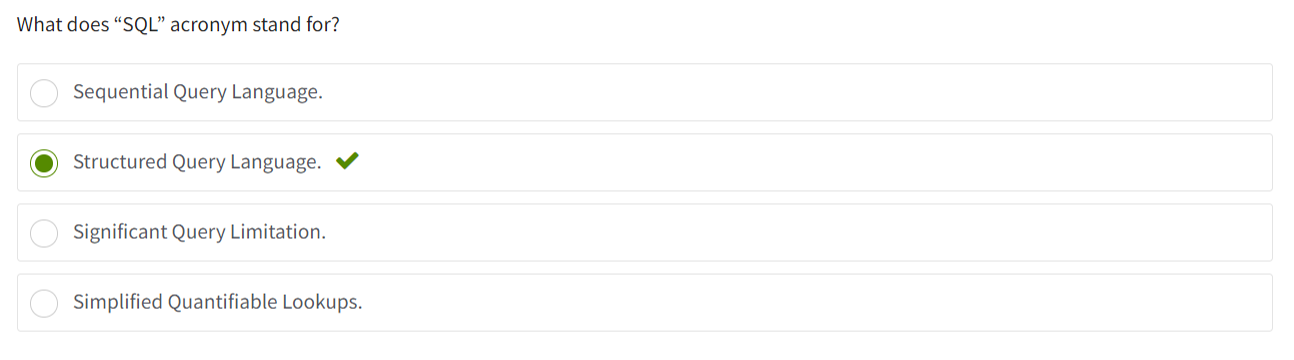 What does “SQL” acronym stand for?
Sequential Query Language.
Structured Query Language.
Significant Query Limitation.
Simplified Quantifiable Lookups.